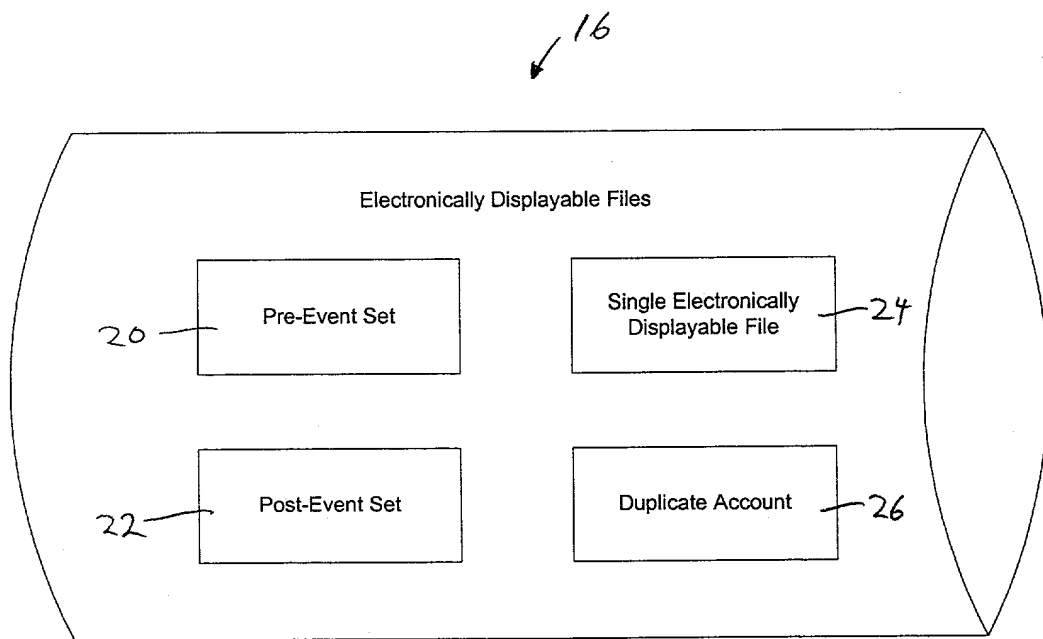 16
Electronically Displayable Files
20
Pre-Event Set
Single Electronically
Displayable File
24
22
Post-Event Set
Duplicate Account
26